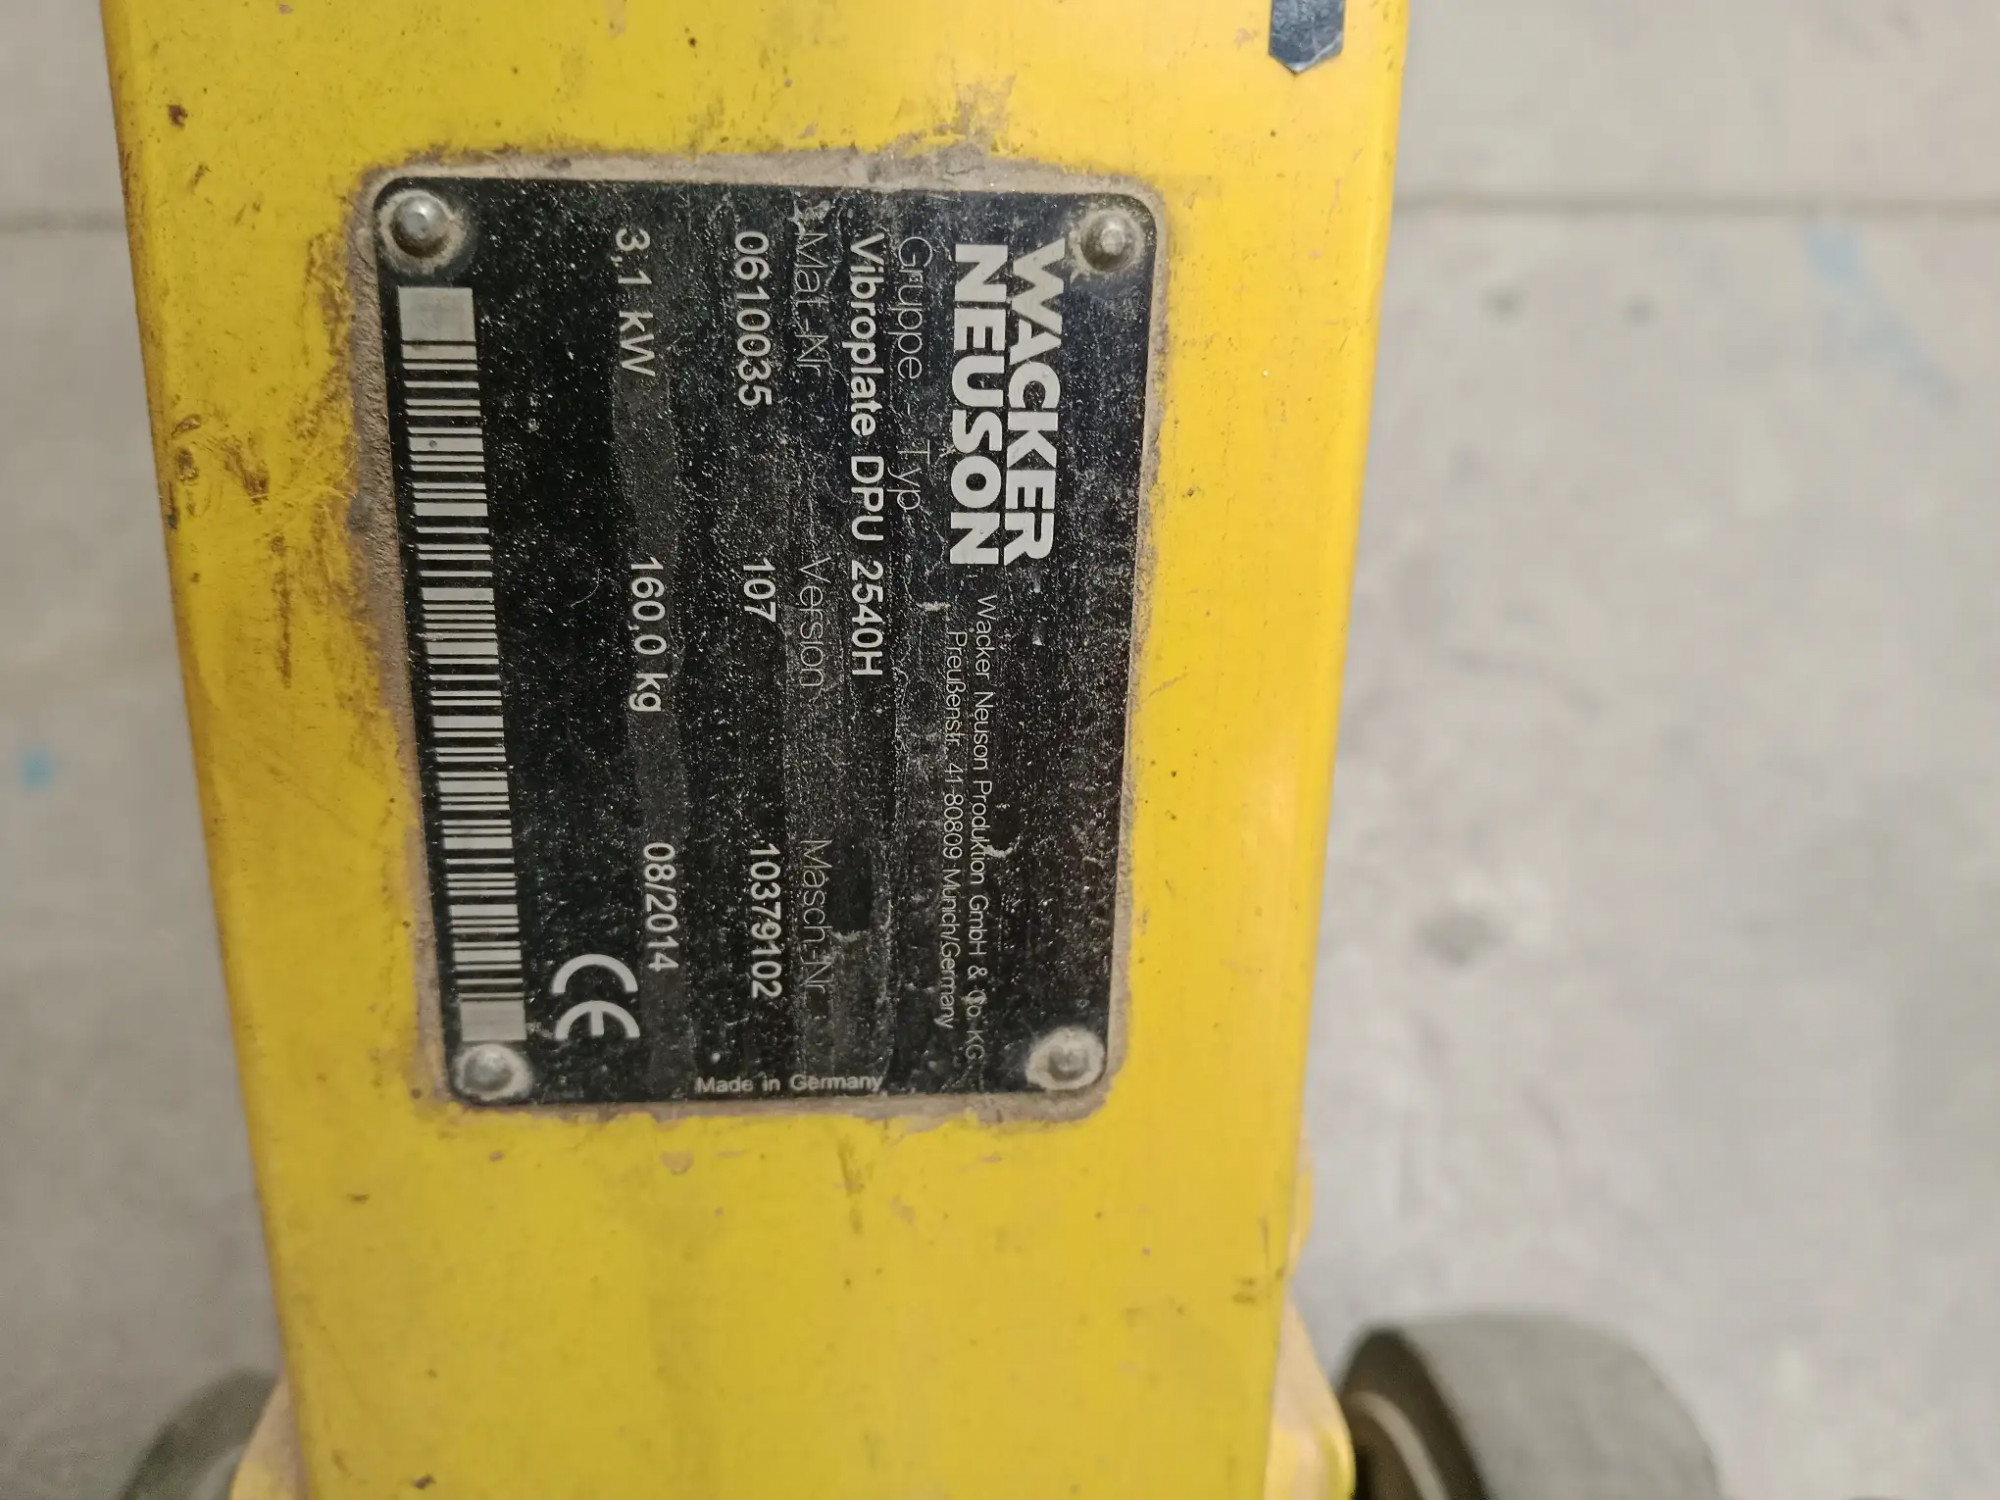 WACKER
NEUSON
Wacker Neuson Produktion GmbH & Co. KG
Preußenstr. 41 80809 Munich/Germany
Gruppe - Typ
Vibroplate DPU 2540H
Mat.-Nr Version Masch.-Nr
0610035 107 10379102
3,1 kW 160,0 kg 08/2014
CE
Made in Germany